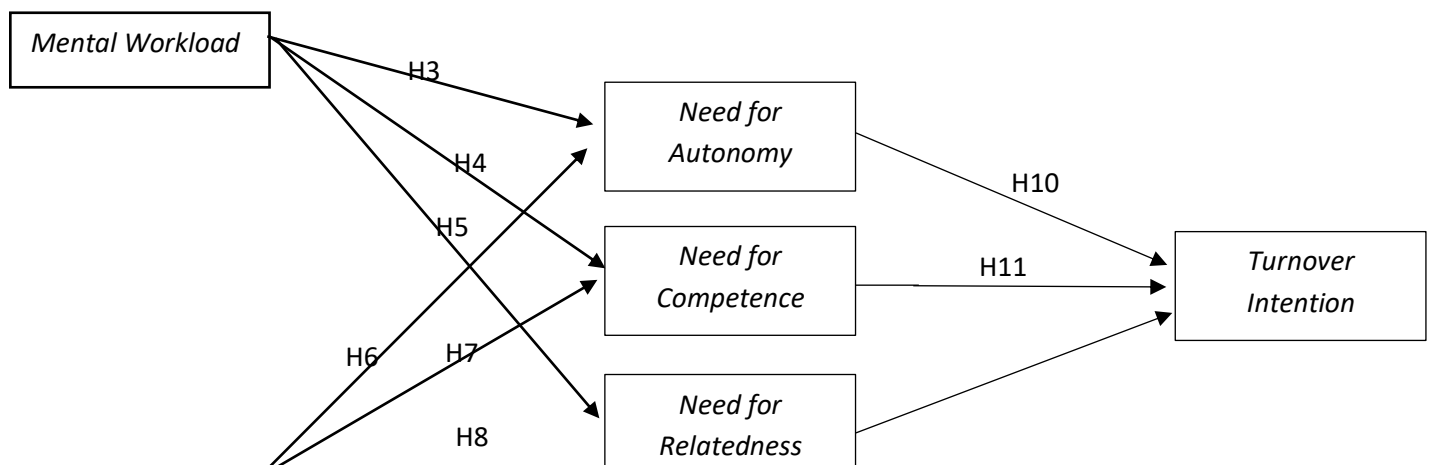 Mental Workload
H3
Need for
Autonomy
H4
H10
H5
Need for
Competence
H11
Turnover
Intention
H6
H7
Need for
Relatedness
H8